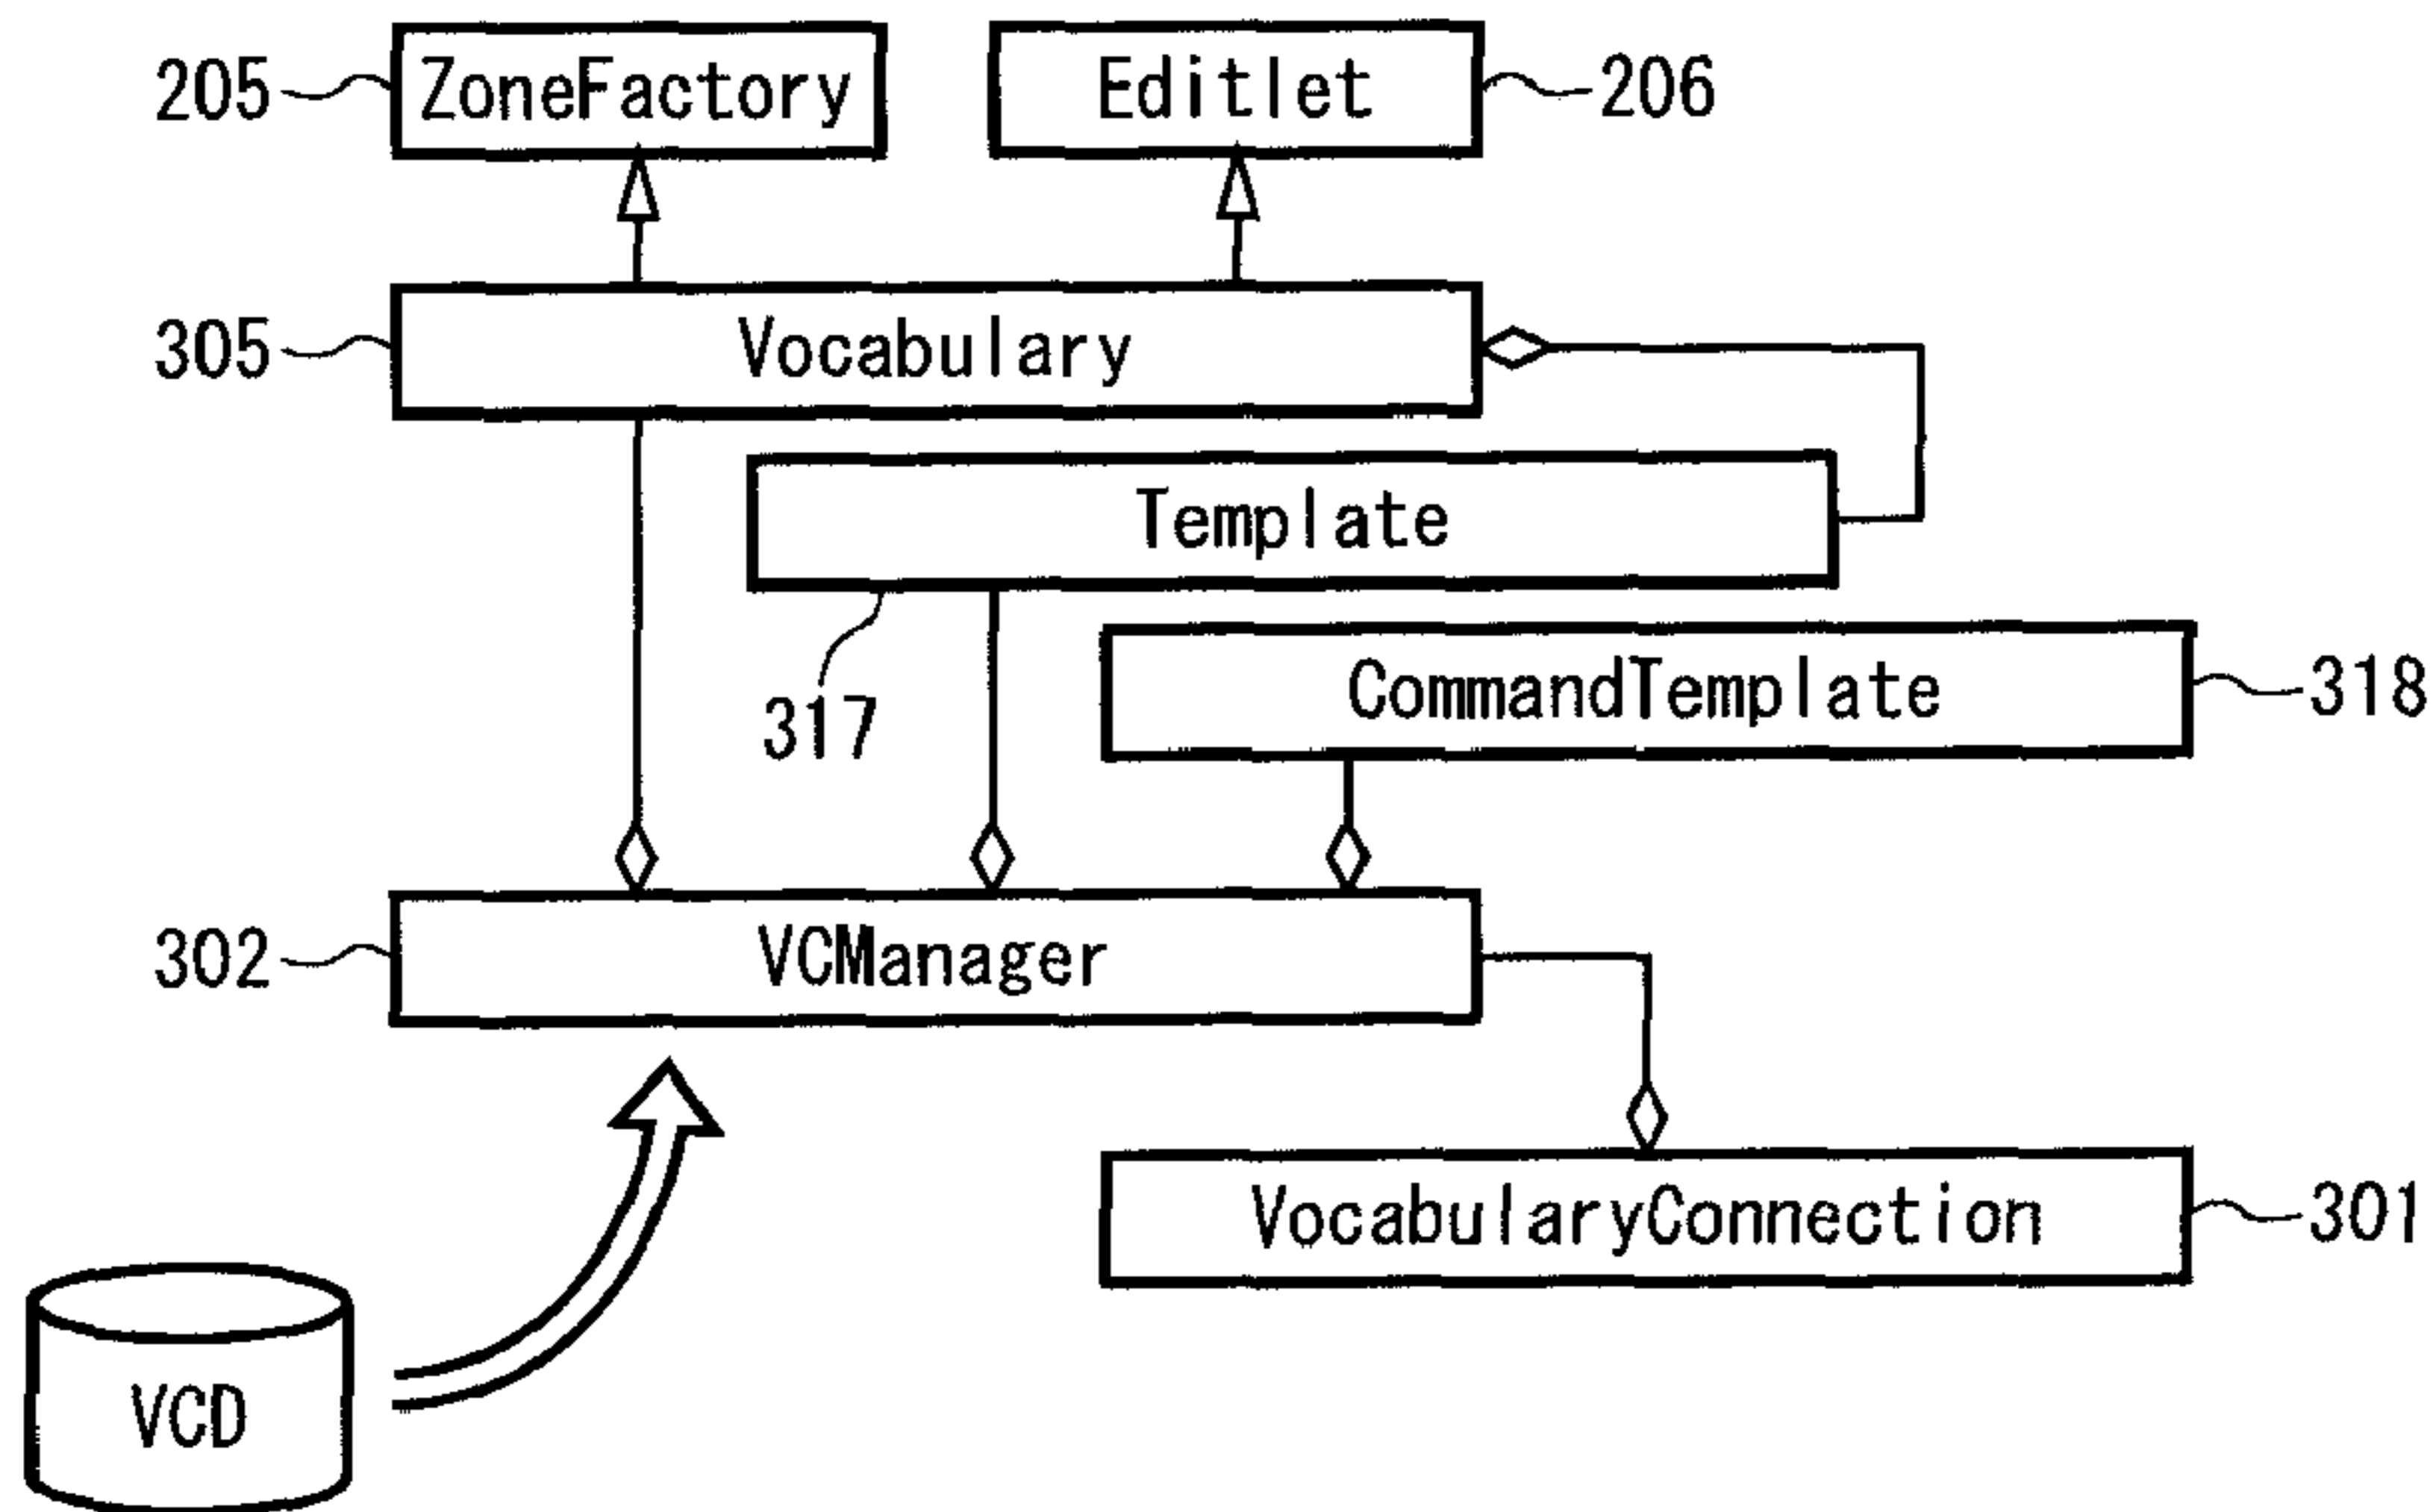 205 ZoneFactory Editlet 206
305 Vocabulary
Template
317
CommandTemplate 318
302 VCManager
VocabularyConnection 301
VCD